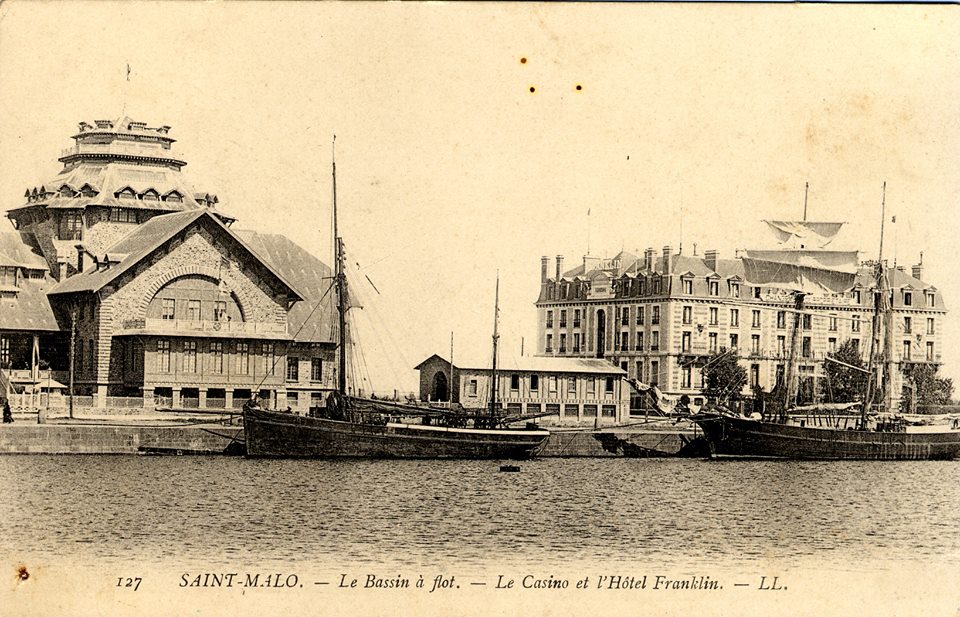 127 SAINT-MALO. — Le Bassin à flot. — Le Casino et l'Hôtel Franklin. — LL.